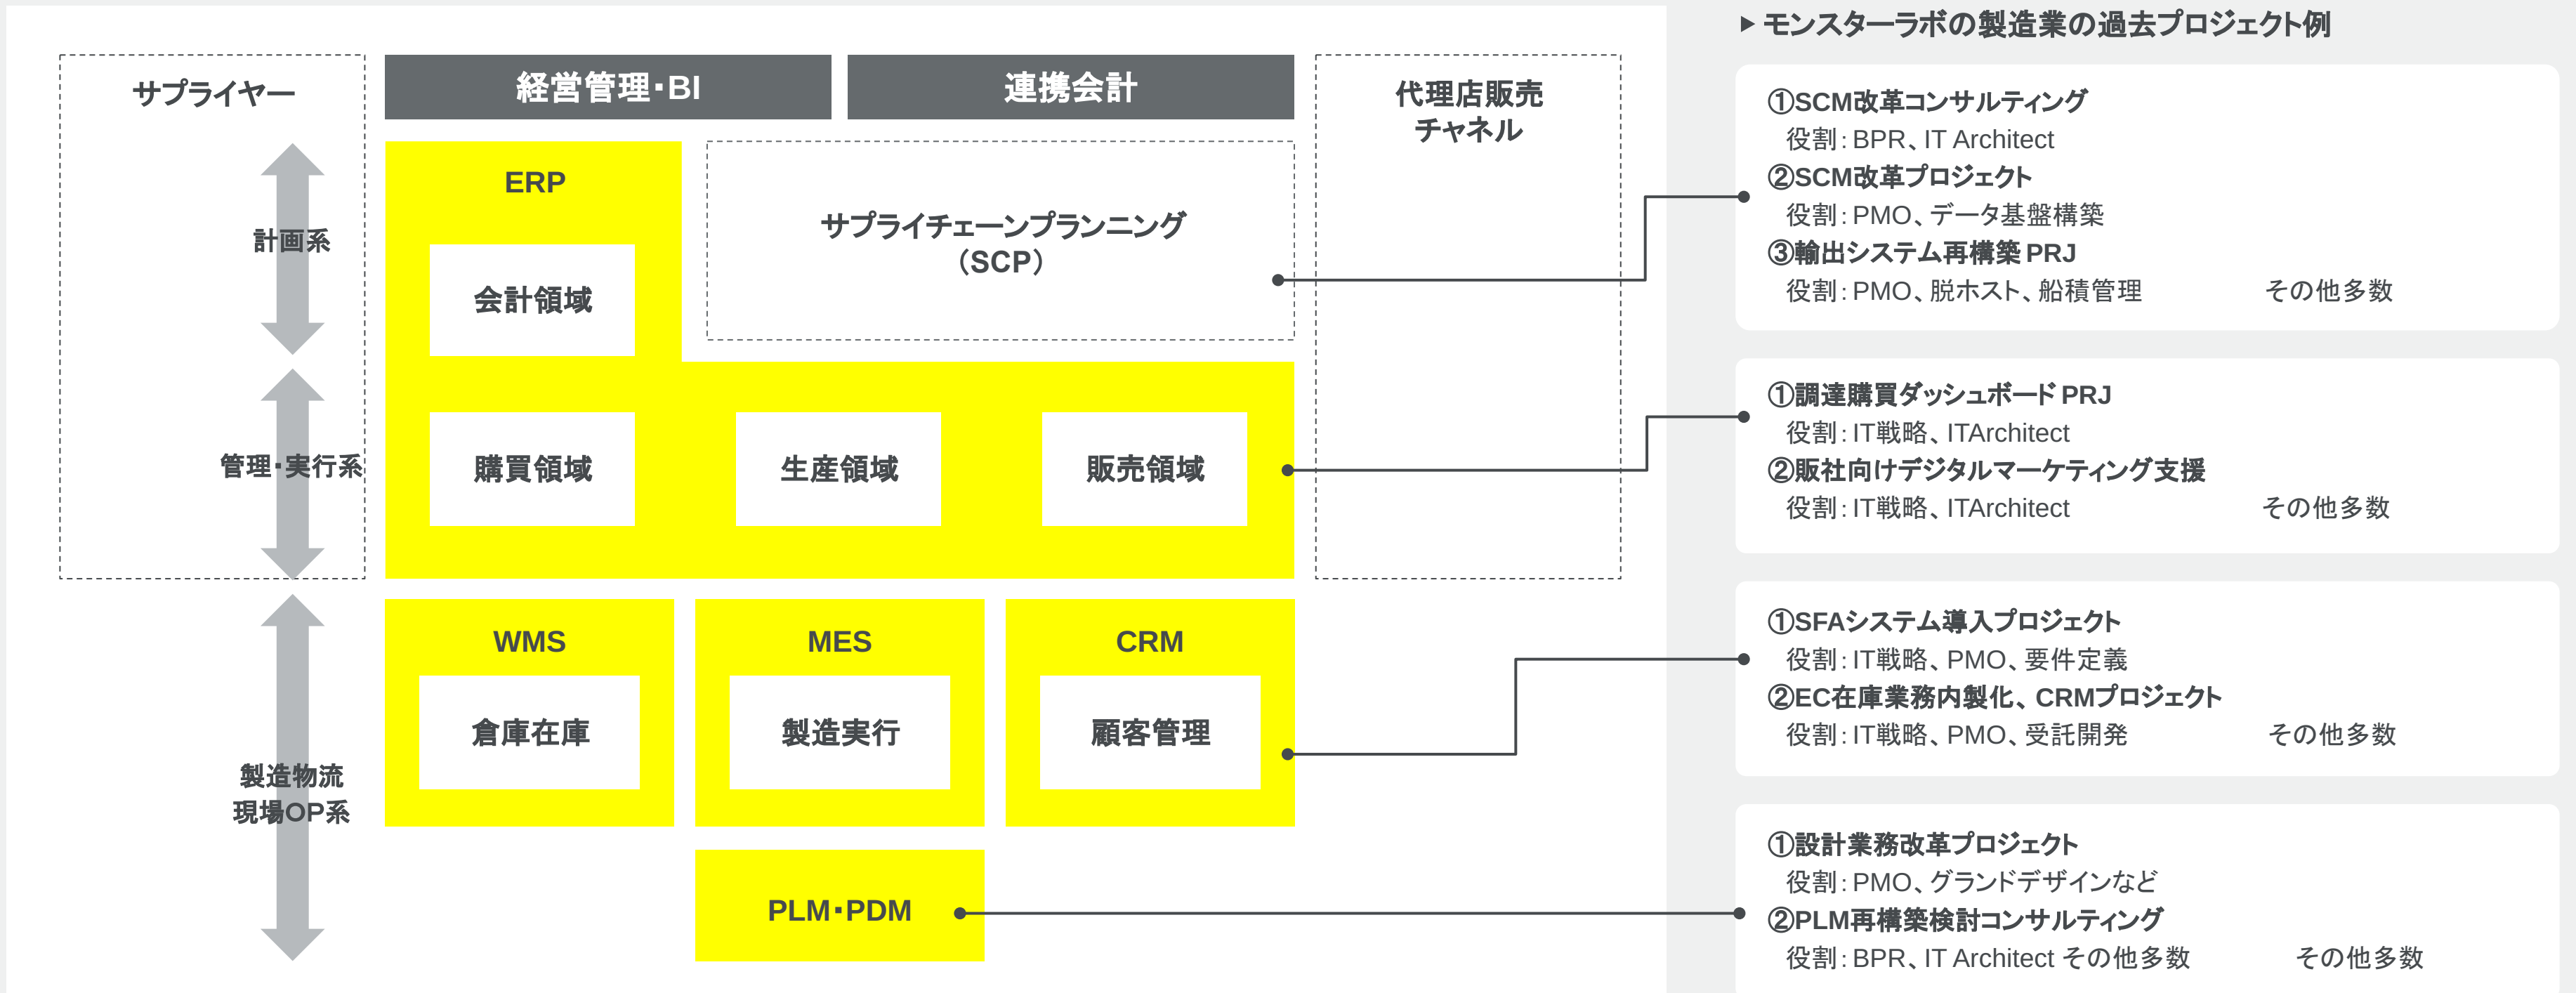 サプライヤー
計画系
管理・実行系
製造物流
現場OP系
経営管理・BI
連携会計
ERP
会計領域
サプライチェーンプランニング
（SCP）
購買領域
生産領域
販売領域
WMS
倉庫在庫
MES
製造実行
CRM
顧客管理
PLM・PDM
代理店販売
チャネル
▶ モンスターラボの製造業の過去プロジェクト例
①SCM改革コンサルティング
役割：BPR、IT Architect
②SCM改革プロジェクト
役割：PMO、データ基盤構築
③輸出システム再構築 PRJ
役割：PMO、脱ホスト、船積管理 その他多数
①調達購買ダッシュボード PRJ
役割：IT戦略、ITArchitect
②販社向けデジタルマーケティング支援
役割：IT戦略、ITArchitect その他多数
①SFAシステム導入プロジェクト
役割：IT戦略、PMO、要件定義
②EC在庫業務内製化、CRMプロジェクト
役割：IT戦略、PMO、受託開発 その他多数
①設計業務改革プロジェクト
役割：PMO、グランドデザインなど
②PLM再構築検討コンサルティング
役割：BPR、IT Architect その他多数 その他多数